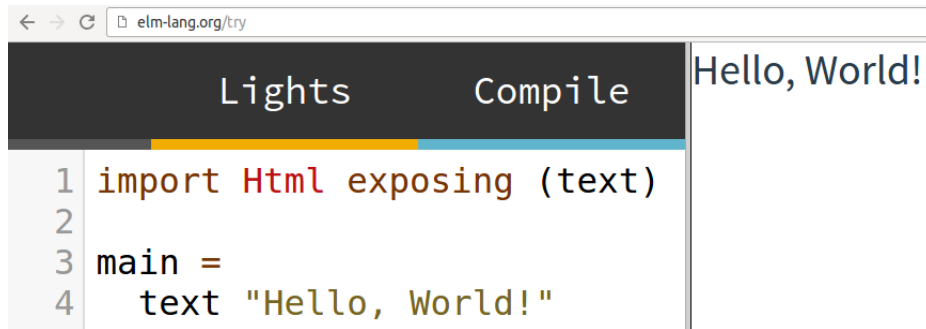 elm-lang.org/try
Lights Compile
Hello, World!
1 import Html exposing (text)
2
3 main =
4   text "Hello, World!"